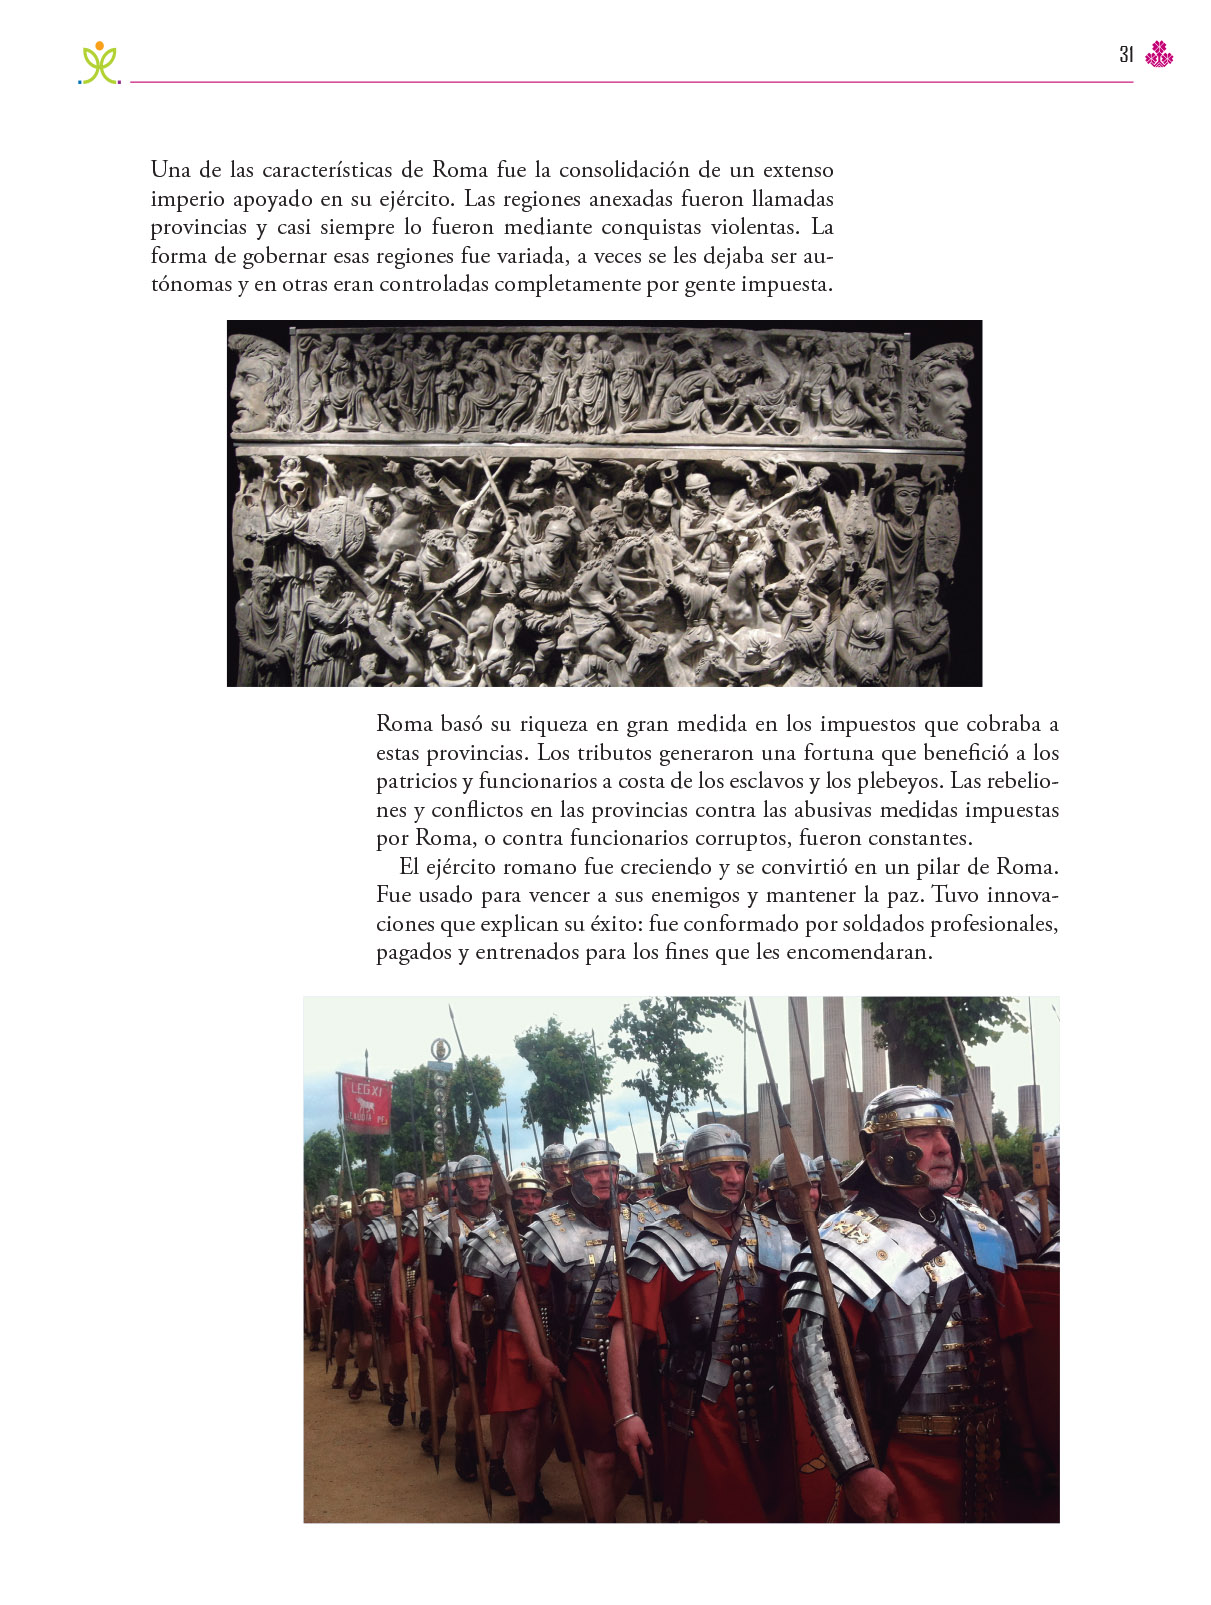 31
Una de las características de Roma fue la consolidación de un extenso
imperio apoyado en su ejército. Las regiones anexadas fueron llamadas
provincias y casi siempre lo fueron mediante conquistas violentas. La
forma de gobernar esas regiones fue variada, a veces se les dejaba ser au-
tónomas y en otras eran controladas completamente por gente impuesta.
Roma basó su riqueza en gran medida en los impuestos que cobraba a
estas provincias. Los tributos generaron una fortuna que benefició a los
patricios y funcionarios a costa de los esclavos y los plebeyos. Las rebelio-
nes y conflictos en las provincias contra las abusivas medidas impuestas
por Roma, o contra funcionarios corruptos, fueron constantes.
El ejército romano fue creciendo y se convirtió en un pilar de Roma.
Fue usado para vencer a sus enemigos y mantener la paz. Tuvo innova-
ciones que explican su éxito: fue conformado por soldados profesionales,
pagados y entrenados para los fines que les encomendaran.
LEG XI